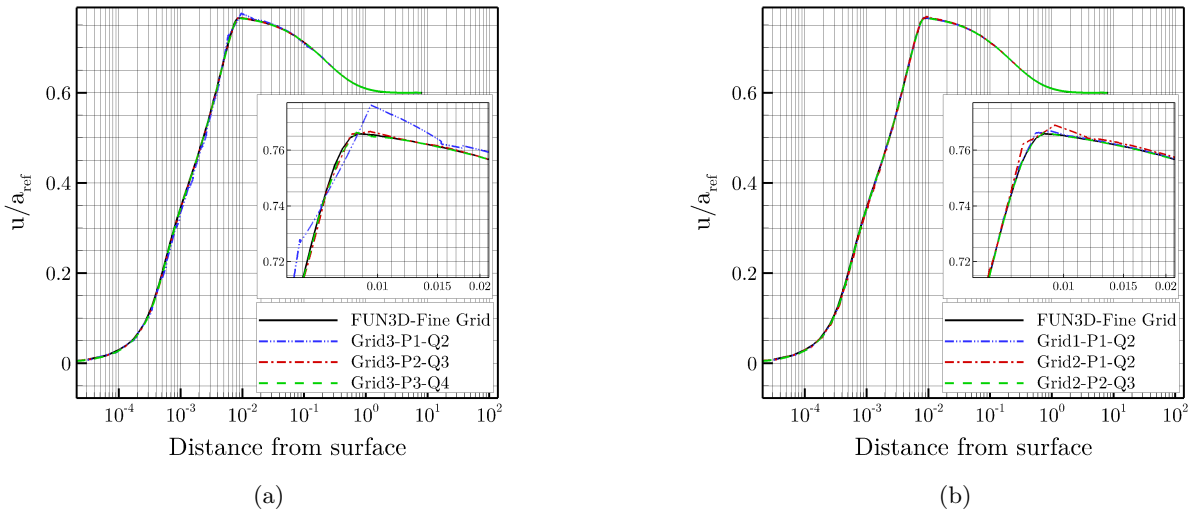 u/a_ref
0.6
0.4
0.2
0
0.76
0.74
0.72
0.01 0.015 0.02
FUN3D-Fine Grid
Grid3-P1-Q2
Grid3-P2-Q3
Grid3-P3-Q4
10^-4 10^-3 10^-2 10^-1 10^0 10^1 10^2
Distance from surface
(a)
u/a_ref
0.6
0.4
0.2
0
0.76
0.74
0.72
0.01 0.015 0.02
FUN3D-Fine Grid
Grid1-P1-Q2
Grid2-P1-Q2
Grid2-P2-Q3
10^-4 10^-3 10^-2 10^-1 10^0 10^1 10^2
Distance from surface
(b)